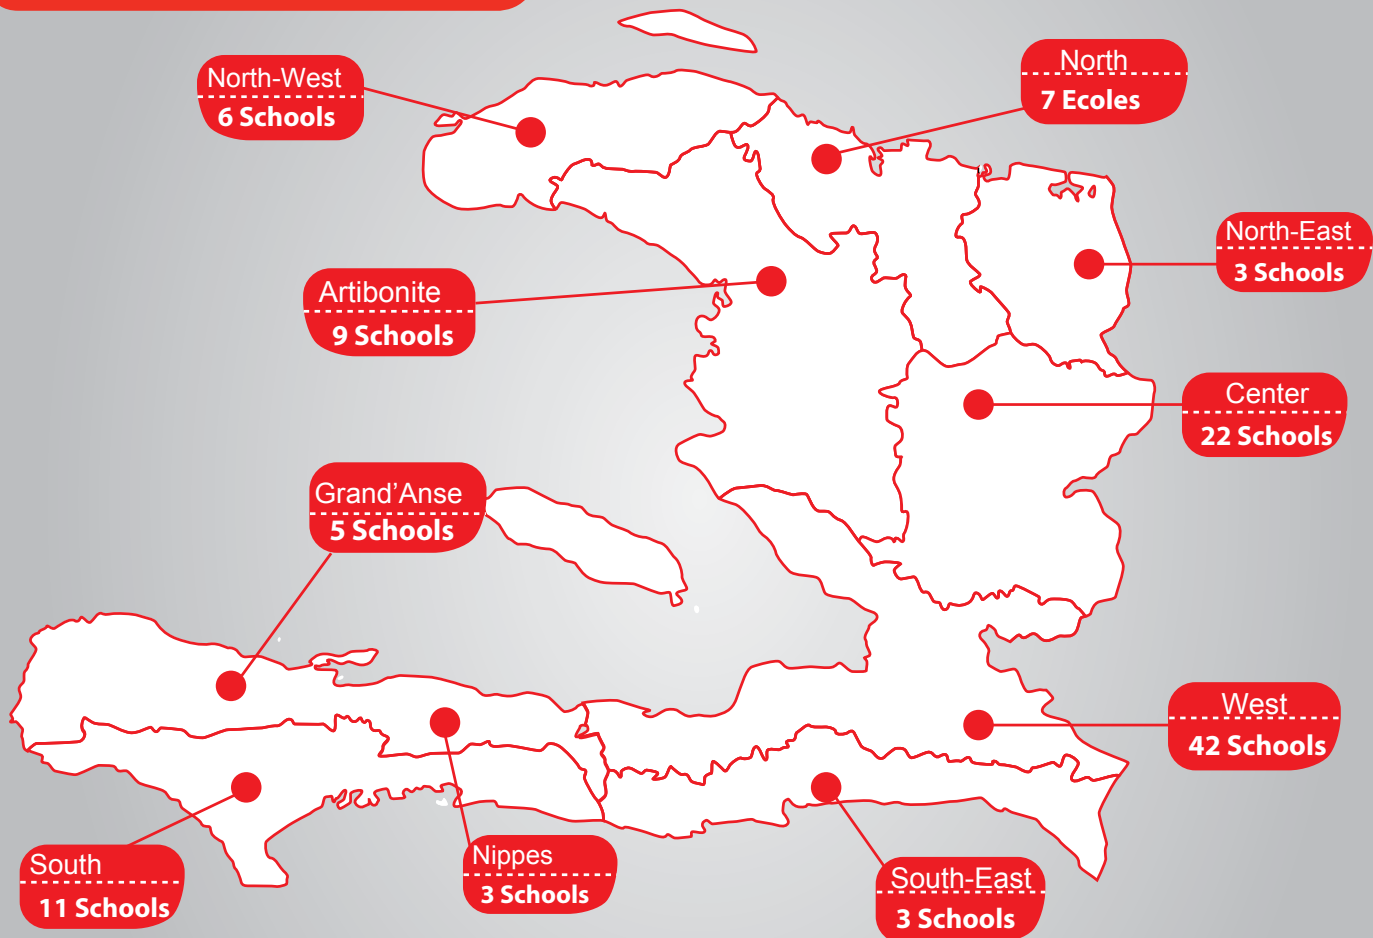 North-West
6 Schools
North
7 Ecoles
North-East
3 Schools
Artibonite
9 Schools
Center
22 Schools
Grand’Anse
5 Schools
West
42 Schools
South
11 Schools
Nippes
3 Schools
South-East
3 Schools